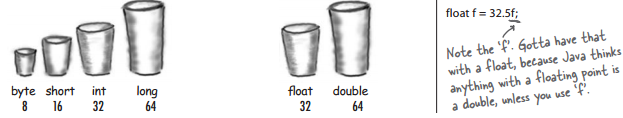 byte short int long
8 16 32 64
float double
32 64
float f = 32.5f;
Note the 'f'. Gotta have that
with a float, because Java thinks
anything with a floating point is
a double, unless you use 'f'.